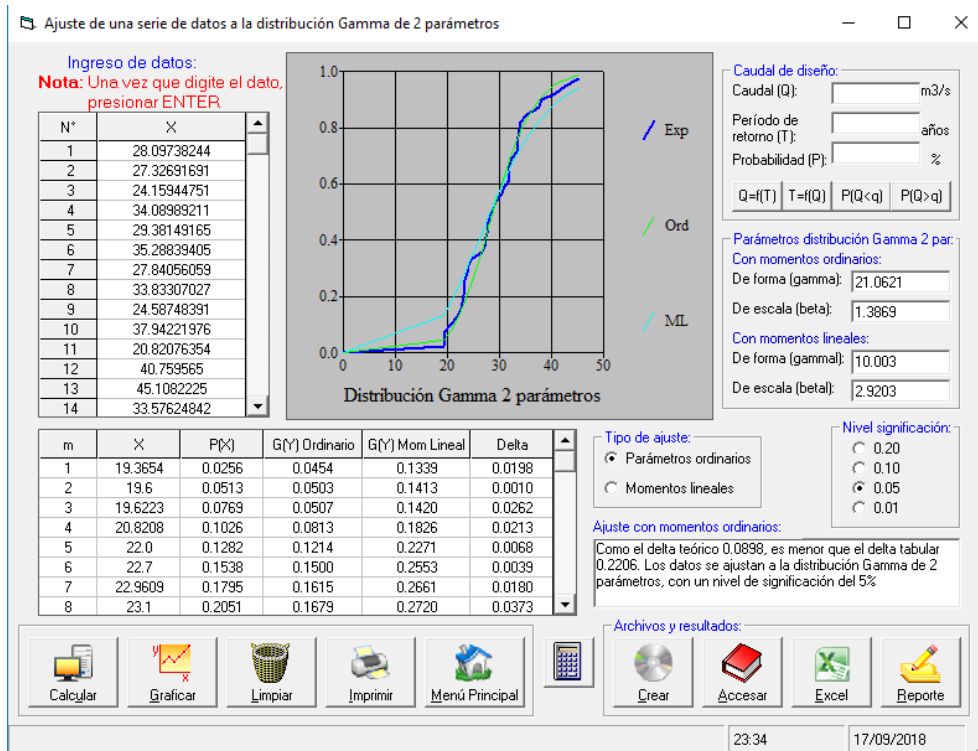 Ajuste de una serie de datos a la distribución Gamma de 2 parámetros
Ingreso de datos:
Nota: Una vez que digite el dato,
presionar ENTER
N° X
1 28.09738244
2 27.32691691
3 24.15944751
4 34.08989211
5 29.38149165
6 35.28839405
7 27.84056059
8 33.83307027
9 24.58748391
10 37.94221976
11 20.82076354
12 40.759565
13 45.1082225
14 33.57624842
1.0
0.8
0.6
0.4
0.2
0.0
0 10 20 30 40 50
Distribución Gamma 2 parámetros
Exp
Ord
ML
Caudal de diseño:
Caudal (Q): m3/s
Período de
retorno (T): años
Probabilidad (P): %
Q=f(T) T=f(Q) P(Q<q) P(Q>q)
Parámetros distribución Gamma 2 par:
Con momentos ordinarios:
De forma (gamma): 21.0621
De escala (beta): 1.3869
Con momentos lineales:
De forma (gammal): 10.003
De escala (betal): 2.9203
m X P(X) G(Y) Ordinario G(Y) Mom Lineal Delta
1 19.3654 0.0256 0.0454 0.1339 0.0198
2 19.6 0.0513 0.0503 0.1413 0.0010
3 19.6223 0.0769 0.0507 0.1420 0.0262
4 20.8208 0.1026 0.0813 0.1826 0.0213
5 22.0 0.1282 0.1214 0.2271 0.0068
6 22.7 0.1538 0.1500 0.2553 0.0039
7 22.9609 0.1795 0.1615 0.2661 0.0180
8 23.1 0.2051 0.1679 0.2720 0.0373
Tipo de ajuste:
Parámetros ordinarios
Momentos lineales
Nivel significación:
0.20
0.10
0.05
0.01
Ajuste con momentos ordinarios:
Como el delta teórico 0.0898, es menor que el delta tabular
0.2206. Los datos se ajustan a la distribución Gamma de 2
parámetros, con un nivel de significación del 5%
Calcular Graficar Limpiar Imprimir Menú Principal
Archivos y resultados:
Crear Accesar Excel Reporte
23:34 17/09/2018